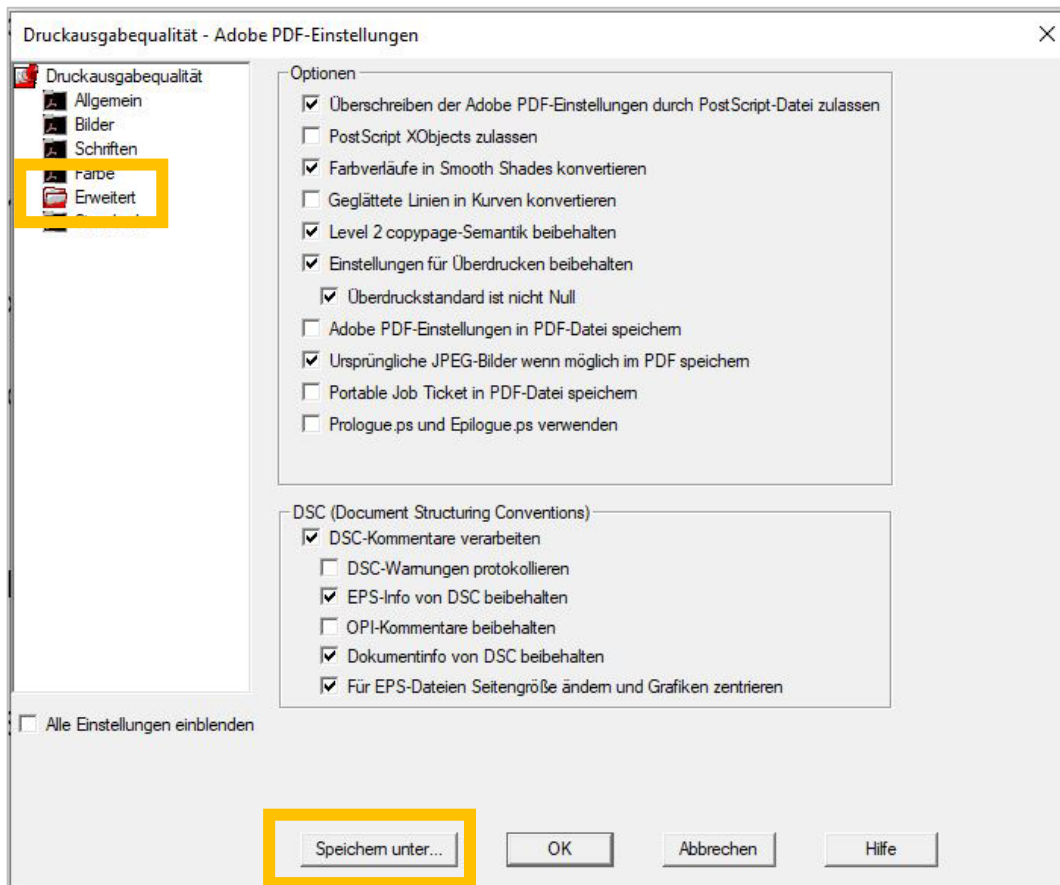 Druckausgabequalität - Adobe PDF-Einstellungen
Druckausgabequalität
Allgemein
Bilder
Schriften
Farbe
Erweitert
Optionen
Überschreiben der Adobe PDF-Einstellungen durch PostScript-Datei zulassen
PostScript XObjects zulassen
Farbverläufe in Smooth Shades konvertieren
Geglättete Linien in Kurven konvertieren
Level 2 copypage-Semantik beibehalten
Einstellungen für Überdrucken beibehalten
Überdruckstandard ist nicht Null
Adobe PDF-Einstellungen in PDF-Datei speichern
Ursprüngliche JPEG-Bilder wenn möglich im PDF speichern
Portable Job Ticket in PDF-Datei speichern
Prologue.ps und Epilogue.ps verwenden
DSC (Document Structuring Conventions)
DSC-Kommentare verarbeiten
DSC-Warnungen protokollieren
EPS-Info von DSC beibehalten
OPI-Kommentare beibehalten
Dokumentinfo von DSC beibehalten
Für EPS-Dateien Seitengröße ändern und Grafiken zentrieren
Alle Einstellungen einblenden
Speichern unter...
OK
Abbrechen
Hilfe